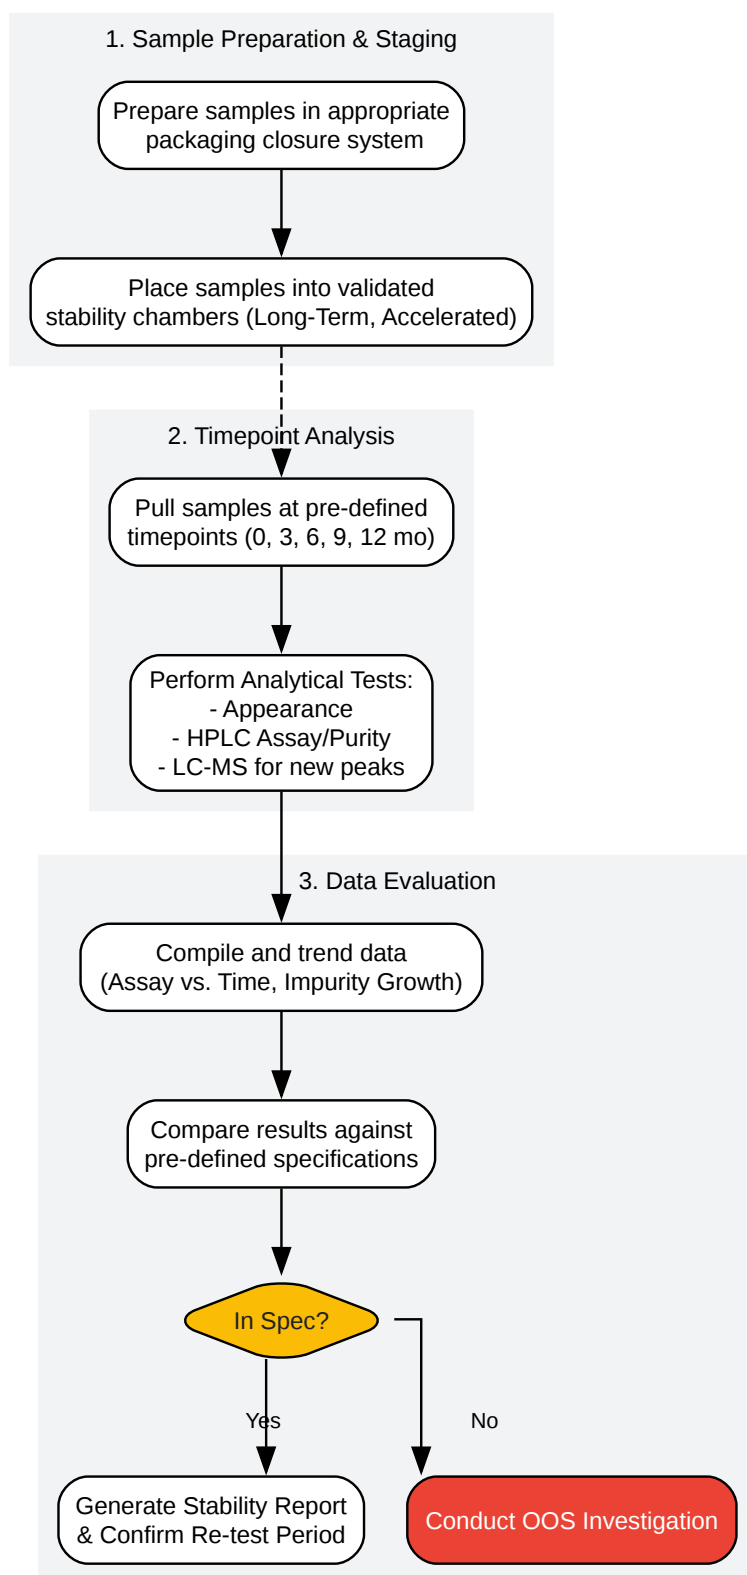 1. Sample Preparation & Staging
Prepare samples in appropriate
packaging closure system
Place samples into validated
stability chambers (Long-Term, Accelerated)
2. Timepoint Analysis
Pull samples at pre-defined
timepoints (0, 3, 6, 9, 12 mo)
Perform Analytical Tests:
- Appearance
- HPLC Assay/Purity
- LC-MS for new peaks
3. Data Evaluation
Compile and trend data
(Assay vs. Time, Impurity Growth)
Compare results against
pre-defined specifications
In Spec?
Yes
No
Generate Stability Report
& Confirm Re-test Period
Conduct OOS Investigation